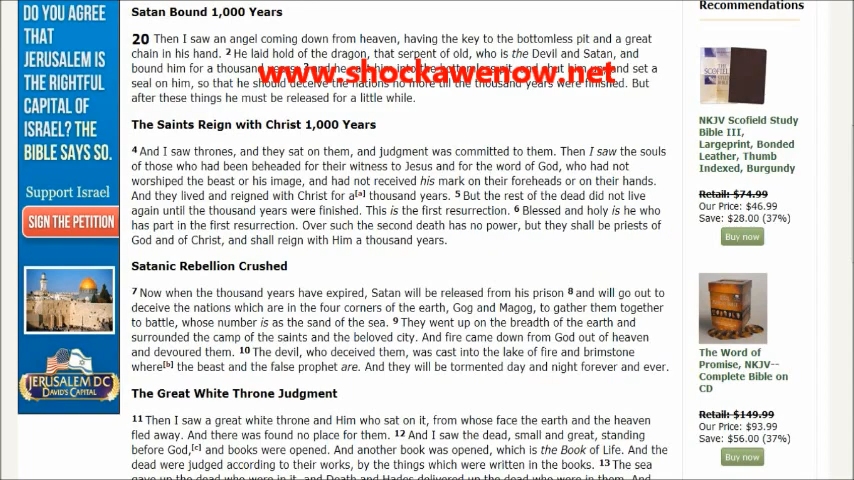 DO YOU AGREE
THAT
JERUSALEM IS
THE RIGHTFUL
CAPITAL OF
ISRAEL? THE
BIBLE SAYS SO.
Support Israel
SIGN THE PETITION
JERUSALEM DC
DAVID'S CAPITAL
Satan Bound 1,000 Years
20 Then I saw an angel coming down from heaven, having the key to the bottomless pit and a great
chain in his hand. 2 He laid hold of the dragon, that serpent of old, who is the Devil and Satan, and
bound him for a thousand years; 3 and he cast him into the bottomless pit, and shut him up, and set a
seal on him, so that he should deceive the nations no more till the thousand years were finished. But
after these things he must be released for a little while.
www.shockawenow.net
The Saints Reign with Christ 1,000 Years
4 And I saw thrones, and they sat on them, and judgment was committed to them. Then I saw the souls
of those who had been beheaded for their witness to Jesus and for the word of God, who had not
worshiped the beast or his image, and had not received his mark on their foreheads or on their hands.
And they lived and reigned with Christ for a[a] thousand years. 5 But the rest of the dead did not live
again until the thousand years were finished. This is the first resurrection. 6 Blessed and holy is he who
has part in the first resurrection. Over such the second death has no power, but they shall be priests of
God and of Christ, and shall reign with Him a thousand years.
Satanic Rebellion Crushed
7 Now when the thousand years have expired, Satan will be released from his prison 8 and will go out to
deceive the nations which are in the four corners of the earth, Gog and Magog, to gather them together
to battle, whose number is as the sand of the sea. 9 They went up on the breadth of the earth and
surrounded the camp of the saints and the beloved city. And fire came down from God out of heaven
and devoured them. 10 The devil, who deceived them, was cast into the lake of fire and brimstone
where[b] the beast and the false prophet are. And they will be tormented day and night forever and ever.
The Great White Throne Judgment
11 Then I saw a great white throne and Him who sat on it, from whose face the earth and the heaven
fled away. And there was found no place for them. 12 And I saw the dead, small and great, standing
before God,[c] and books were opened. And another book was opened, which is the Book of Life. And the
dead were judged according to their works, by the things which were written in the books. 13 The sea
gave up the dead who were in it, and Death and Hades delivered up the dead who were in them. And
Recommendations
NKJV Scofield Study
Bible III,
Largeprint, Bonded
Leather, Thumb
Indexed, Burgundy
Retail: $74.99
Our Price: $46.99
Save: $28.00 (37%)
Buy now
The Word of
Promise, NKJV--
Complete Bible on
CD
Retail: $149.99
Our Price: $93.99
Save: $56.00 (37%)
Buy now